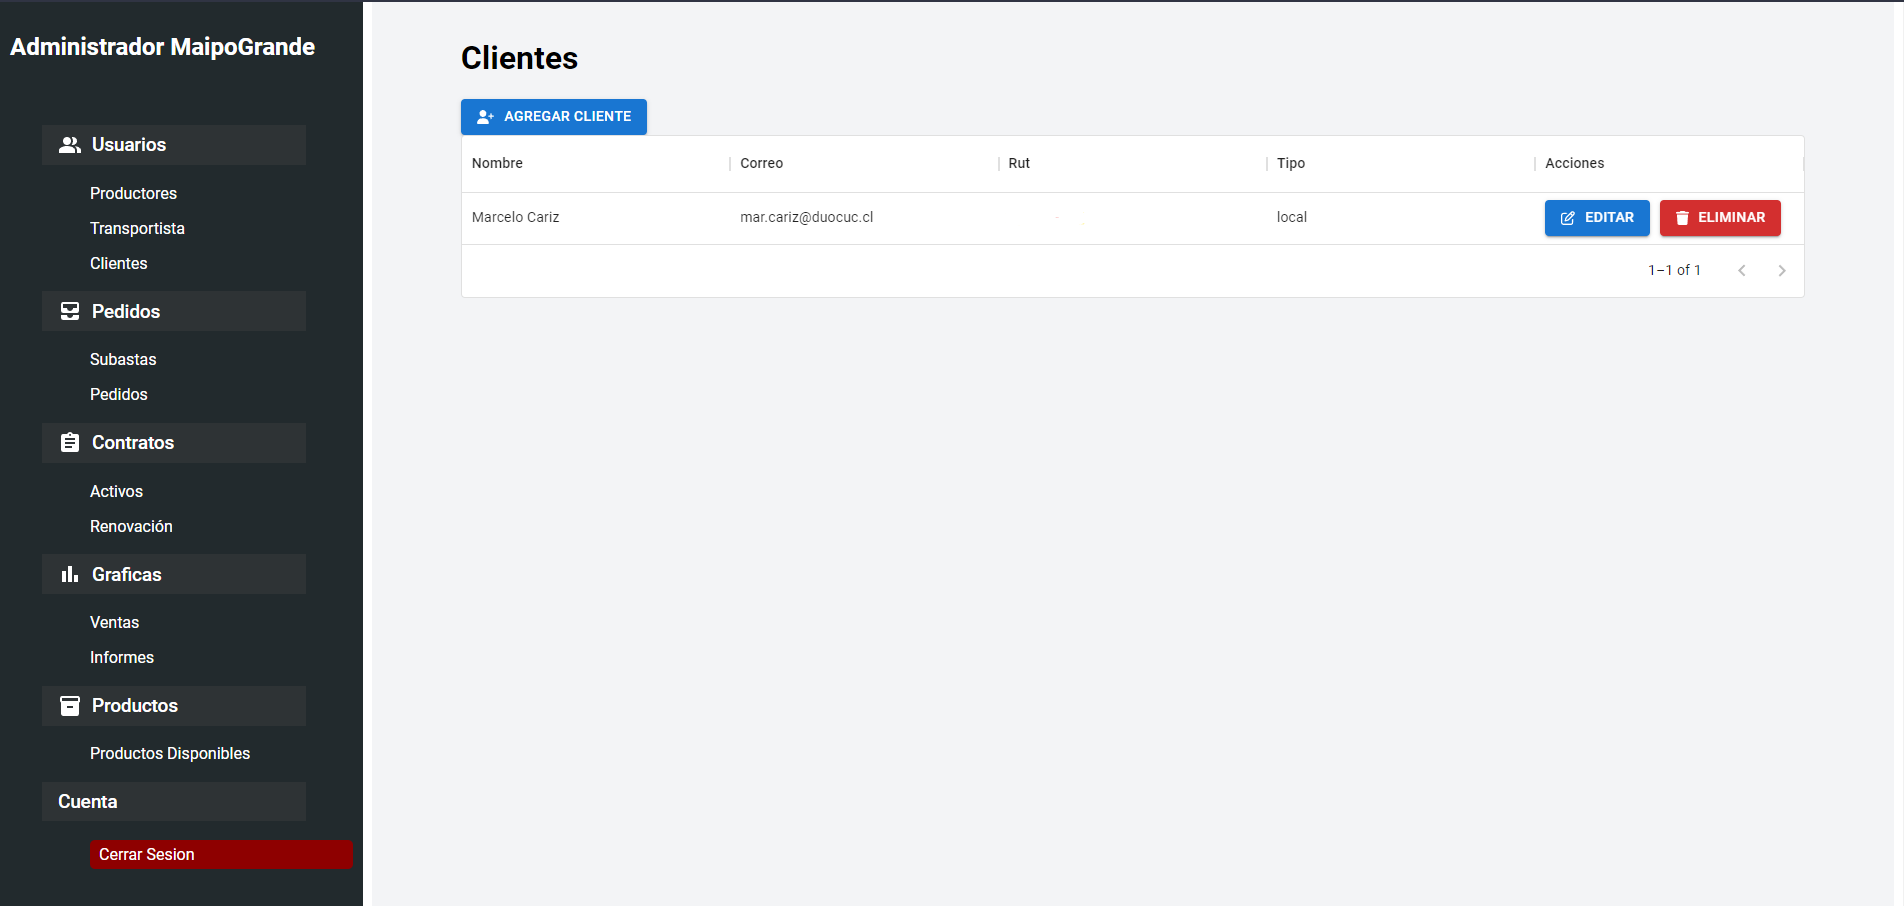 Administrador MaipoGrande
Usuarios
Productores
Transportista
Clientes
Pedidos
Subastas
Pedidos
Contratos
Activos
Renovación
Graficas
Ventas
Informes
Productos
Productos Disponibles
Cuenta
Cerrar Sesion
Clientes
AGREGAR CLIENTE
Nombre Correo Rut Tipo Acciones
Marcelo Cariz mar.cariz@duocuc.cl local EDITAR ELIMINAR
1–1 of 1